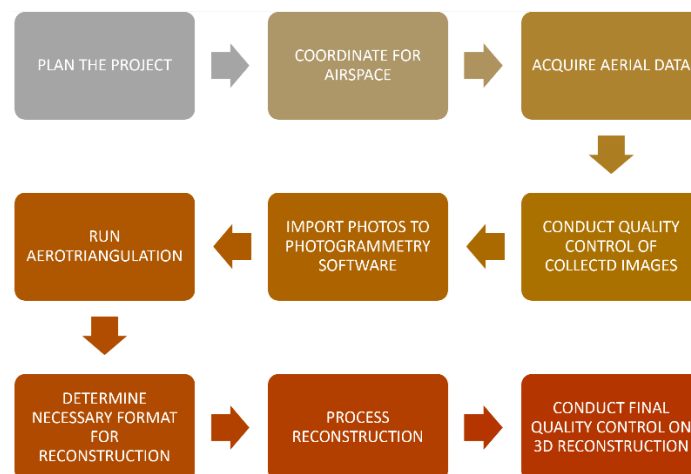 PLAN THE PROJECT
COORDINATE FOR
AIRSPACE
ACQUIRE AERIAL DATA
CONDUCT QUALITY
CONTROL OF
COLLECTD IMAGES
IMPORT PHOTOS TO
PHOTOGRAMMETRY
SOFTWARE
RUN
AEROTRIANGULATION
DETERMINE
NECESSARY FORMAT
FOR
RECONSTRUCTION
PROCESS
RECONSTRUCTION
CONDUCT FINAL
QUALITY CONTROL ON
3D RECONSTRUCTION